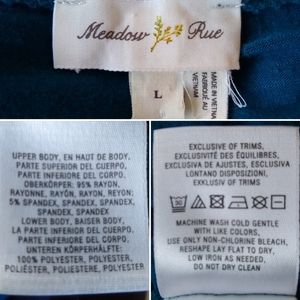 Meadow Rue
L
MADE IN VIETNAM
FABRIQUÉ AU
VIETNAM
UPPER BODY, EN HAUT DE BODY,
PARTE SUPERIOR DEL CUERPO,
PARTE INFERIORE DEL CORPO,
OBERKÖRPER: 95% RAYON,
RAYONNE, RAYÓN, RAYON, RAYON;
5% SPANDEX, SPANDEX,
SPANDEX, SPANDEX, SPANDEX
LOWER BODY, BAISER BODY,
LA PARTE INFERIOR DEL CUERPO,
PARTE INFERIORE DEL CORPO,
UNTEREN KÖRPERHÄLFTE:
100% POLYESTER, POLYESTER,
POLIÉSTER, POLIESTERE, POLYESTER
EXCLUSIVE OF TRIMS,
EXCLUSIVITÉ DES ÉQUILIBRES,
EXCLUSIVA DE AJUSTES, ESCLUSIVA
LONTANO DISPOSIZIONI,
EXKLUSIV OF TRIMS
MACHINE WASH COLD GENTLE
WITH LIKE COLORS,
USE ONLY NON-CHLORINE BLEACH,
RESHAPE LAY FLAT TO DRY,
LOW IRON AS NEEDED,
DO NOT DRY CLEAN